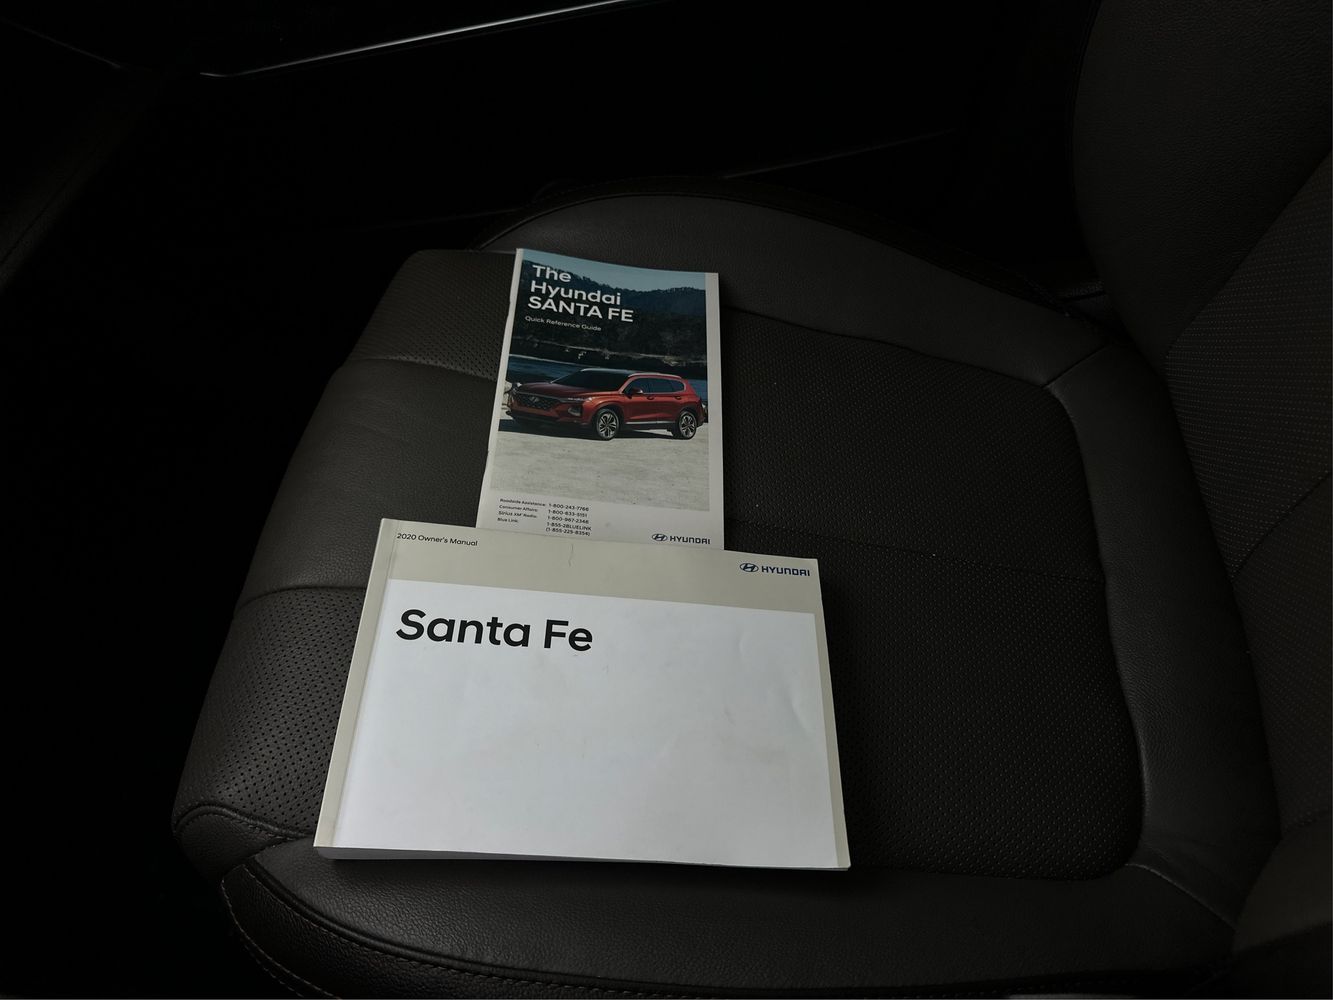 The
Hyundai
SANTA FE
Quick Reference Guide
Roadside Assistance: 1-800-243-7766
Consumer Affairs: 1-800-633-5151
Sirius XM® Radio: 1-800-967-2346
Blue Link: 1-855-2BLUELINK
(1-855-225-8354)
HYUNDAI
2020 Owner's Manual
HYUNDAI
Santa Fe